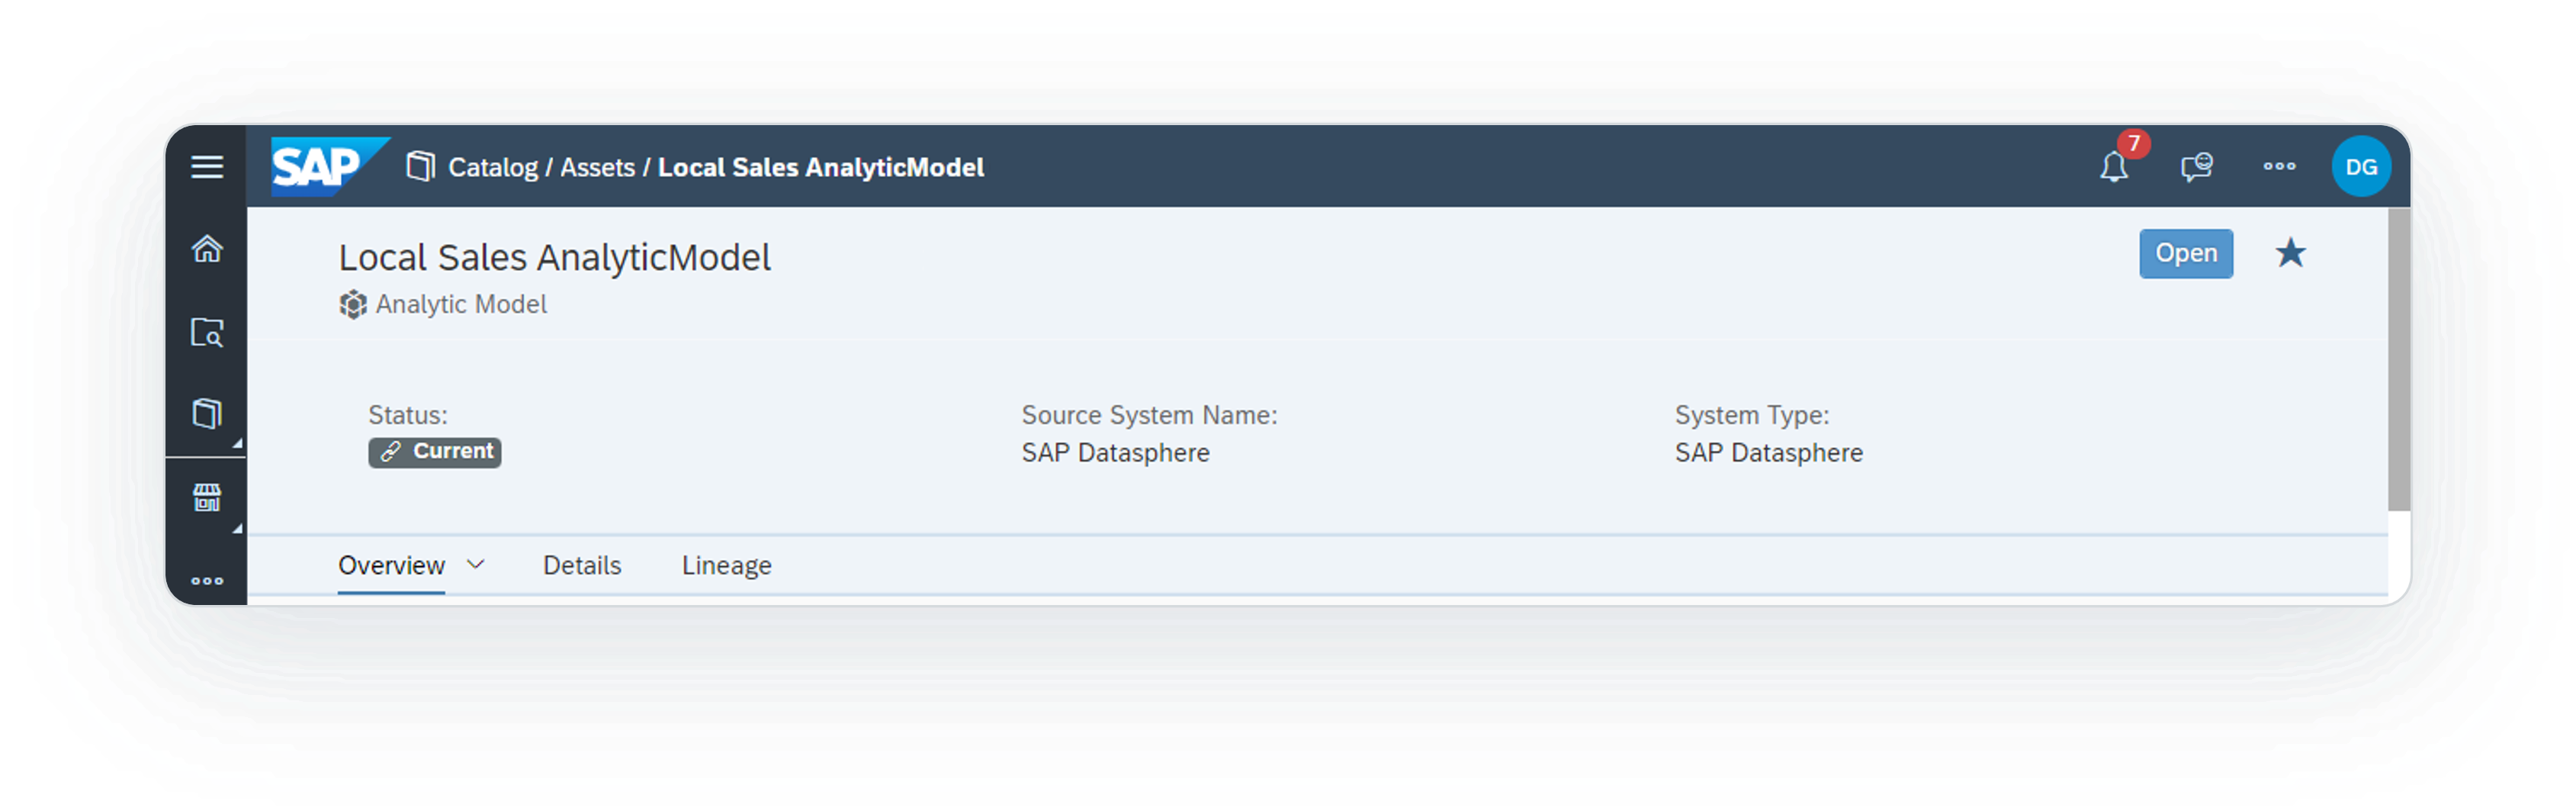 SAP Catalog / Assets / Local Sales AnalyticModel 7 DG
Local Sales AnalyticModel Open
Analytic Model
Status: Source System Name: System Type:
Current SAP Datasphere SAP Datasphere
Overview Details Lineage